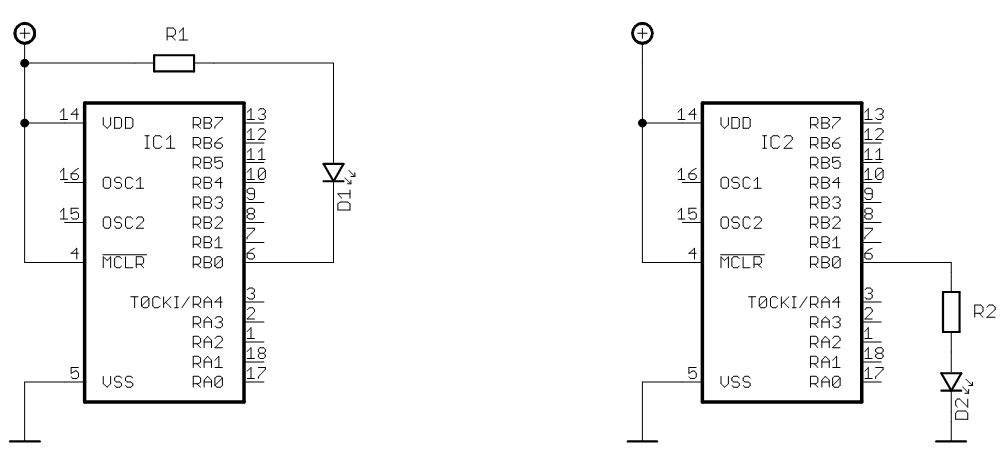 R1
14 VDD RB7 13
IC1 RB6 12
RB5 11
16 OSC1 RB4 10
RB3 9
15 OSC2 RB2 8
RB1 7
4 MCLR RB0 6
T0CKI/RA4 3
RA3 2
RA2 1
RA1 18
5 VSS RA0 17
D1
14 VDD RB7 13
IC2 RB6 12
RB5 11
16 OSC1 RB4 10
RB3 9
15 OSC2 RB2 8
RB1 7
4 MCLR RB0 6
T0CKI/RA4 3
RA3 2
RA2 1
RA1 18
5 VSS RA0 17
R2
D2